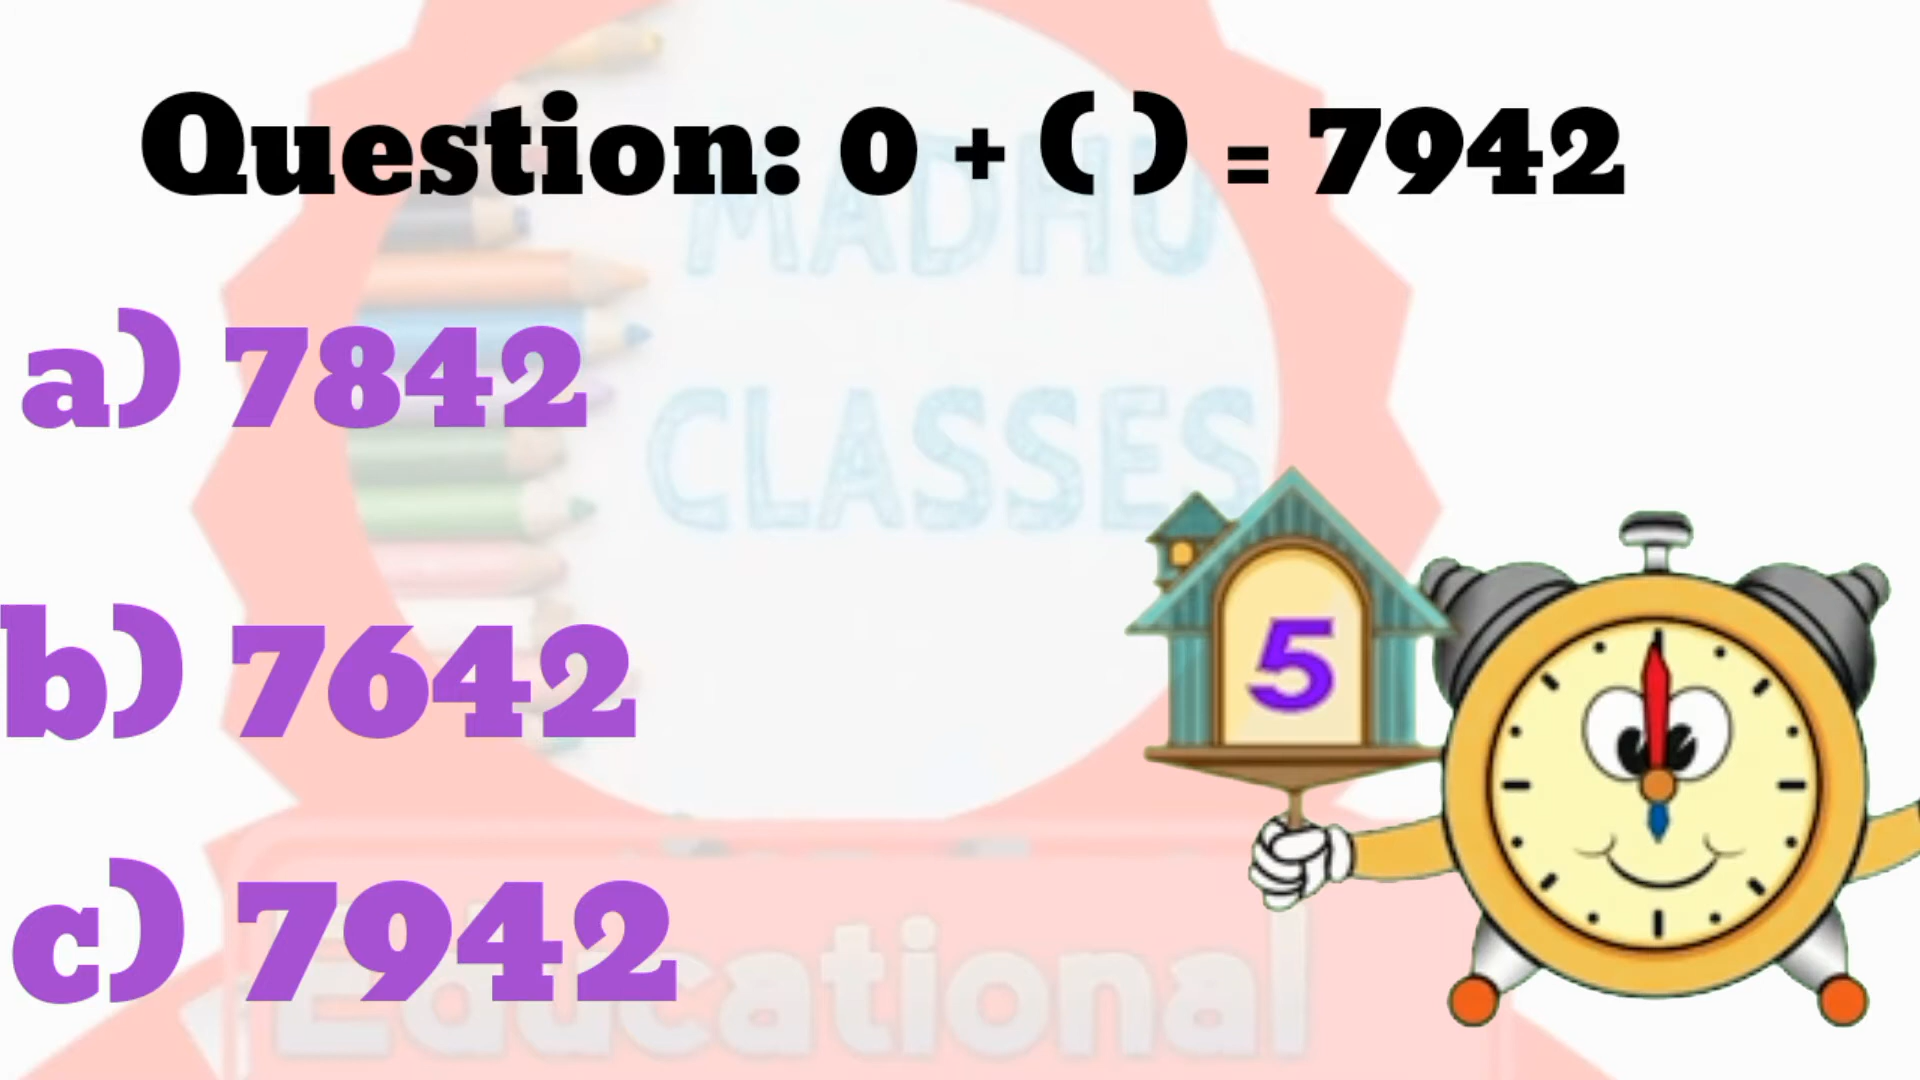 Question: 0 + ( ) = 7942
MADHU
a) 7842
CLASSES
5
b) 7642
c) 7942
Educational